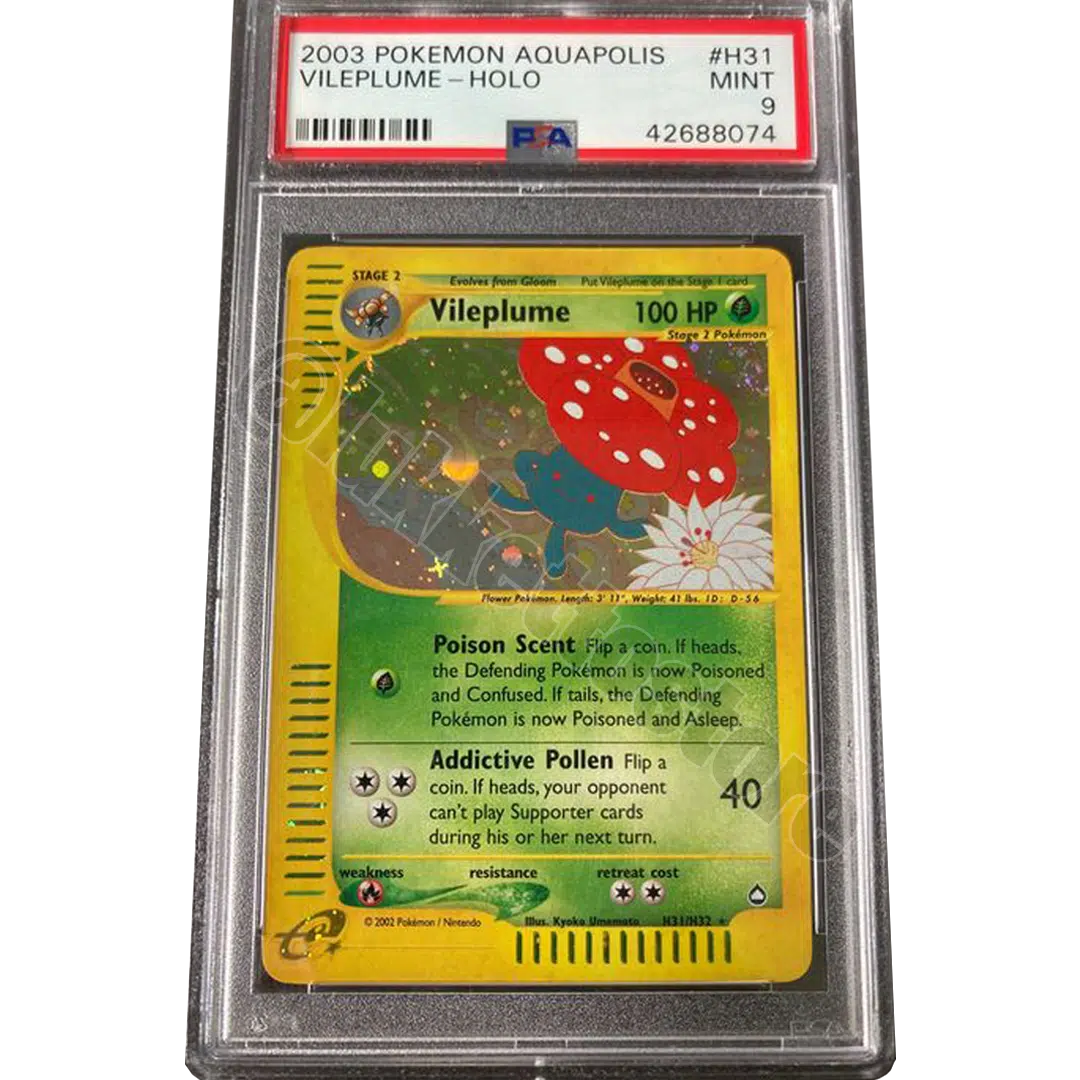 2003 POKEMON AQUAPOLIS #H31
VILEPLUME - HOLO MINT
9
PSA 42688074
STAGE 2 Evolves from Gloom Put Vileplume on the Stage 1 card
Vileplume 100 HP
Stage 2 Pokémon
Flower Pokémon. Length: 3' 11", Weight: 41 lbs. ID: D-56
Poison Scent Flip a coin. If heads,
the Defending Pokémon is now Poisoned
and Confused. If tails, the Defending
Pokémon is now Poisoned and Asleep.
Addictive Pollen Flip a
coin. If heads, your opponent
can't play Supporter cards
during his or her next turn.
40
weakness resistance retreat cost
© 2002 Pokémon / Nintendo Illus. Kyoko Umemoto H31/H32 ★
e